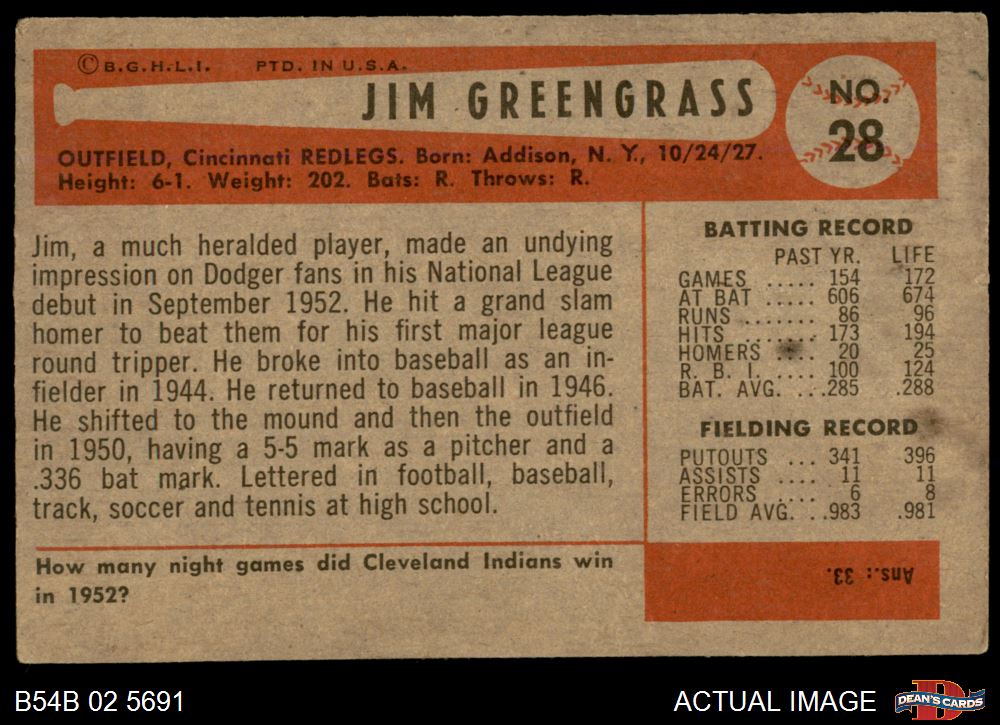 © B.G.H.L.I. PTD. IN U.S.A.
JIM GREENGRASS
NO.
28
OUTFIELD, Cincinnati REDLEGS. Born: Addison, N. Y., 10/24/27.
Height: 6-1. Weight: 202. Bats: R. Throws: R.
Jim, a much heralded player, made an undying
impression on Dodger fans in his National League
debut in September 1952. He hit a grand slam
homer to beat them for his first major league
round tripper. He broke into baseball as an in-
fielder in 1944. He returned to baseball in 1946.
He shifted to the mound and then the outfield
in 1950, having a 5-5 mark as a pitcher and a
.336 bat mark. Lettered in football, baseball,
track, soccer and tennis at high school.
BATTING RECORD
PAST YR. LIFE
GAMES ..... 154 172
AT BAT ..... 606 674
RUNS ....... 86 96
HITS ........ 173 194
HOMERS .... 20 25
R. B. I. .... 100 124
BAT. AVG. ...285 .288
FIELDING RECORD
PUTOUTS ... 341 396
ASSISTS .... 11 11
ERRORS .... 6 8
FIELD AVG. ..983 .981
How many night games did Cleveland Indians win
in 1952?
Ans.: 33.
B54B 02 5691
ACTUAL IMAGE
D
DEAN'S CARDS